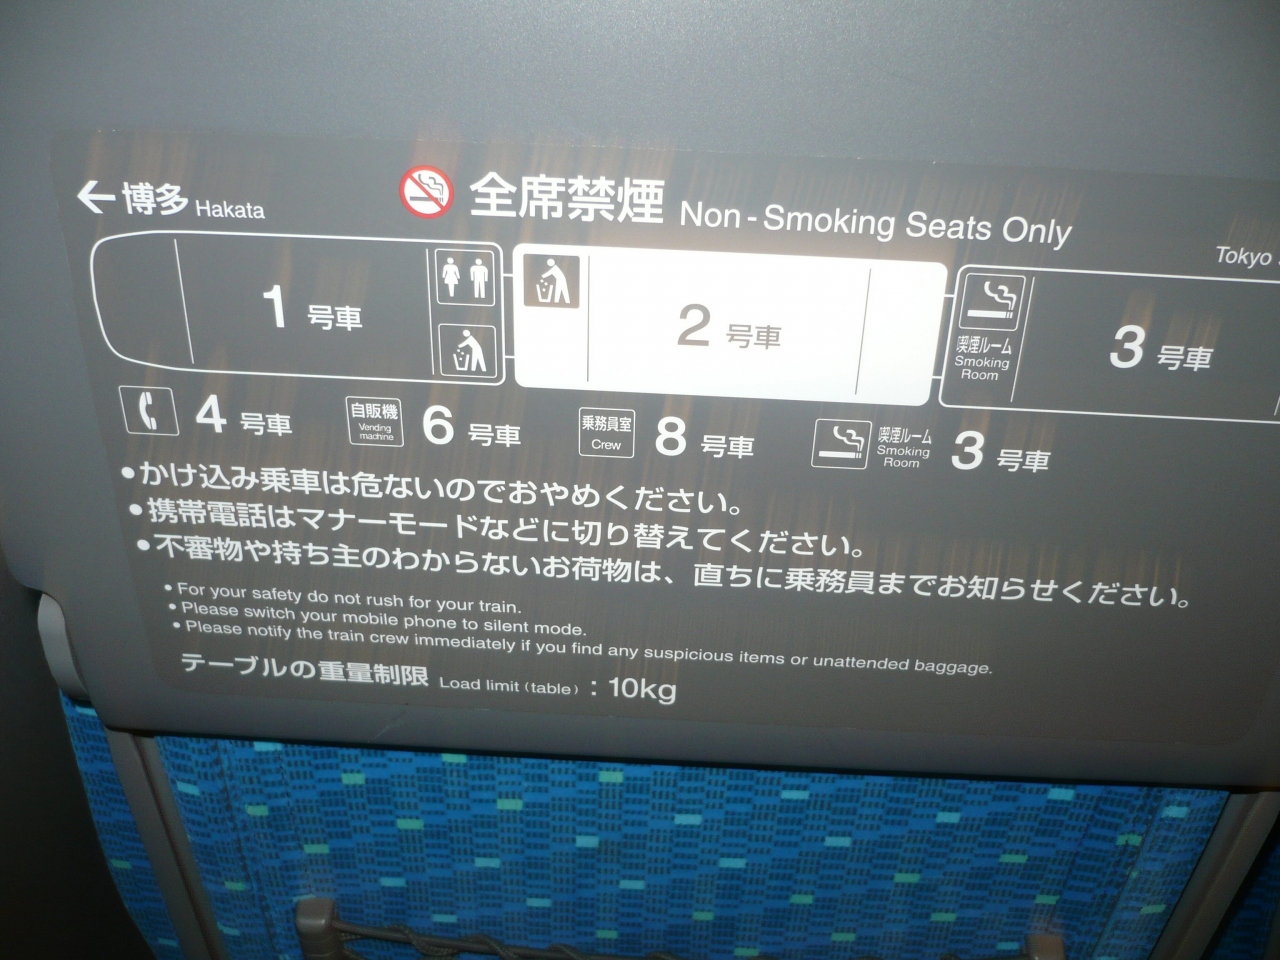 ←博多 Hakata
全席禁煙 Non-Smoking Seats Only
Tokyo
1 号車
2 号車
喫煙ルーム
Smoking
Room
3 号車
4 号車
自販機
Vending
machine
6 号車
乗務員室
Crew
8 号車
喫煙ルーム
Smoking
Room
3 号車
●かけ込み乗車は危ないのでおやめください。
●携帯電話はマナーモードなどに切り替えてください。
●不審物や持ち主のわからないお荷物は、直ちに乗務員までお知らせください。
●For your safety do not rush for your train.
●Please switch your mobile phone to silent mode.
●Please notify the train crew immediately if you find any suspicious items or unattended baggage.
テーブルの重量制限 Load limit (table) : 10kg